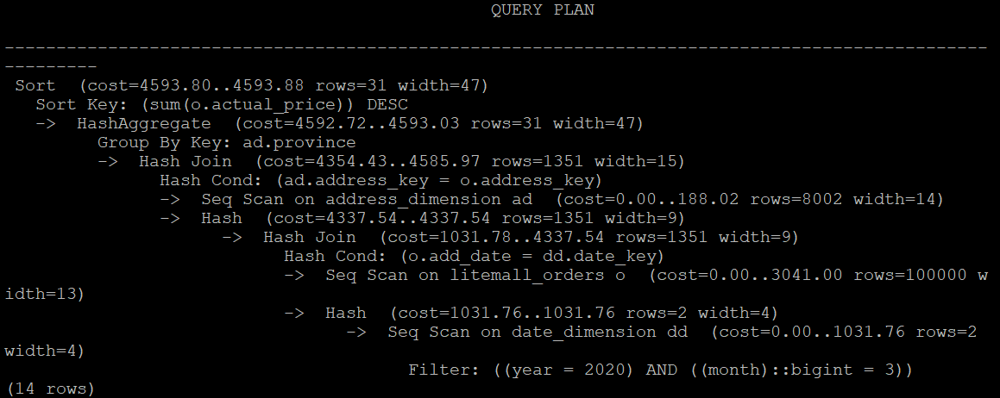 QUERY PLAN
-----------------------------------------------------------------------------------------------
---------
Sort  (cost=4593.80..4593.88 rows=31 width=47)
Sort Key: (sum(o.actual_price)) DESC
->  HashAggregate  (cost=4592.72..4593.03 rows=31 width=47)
Group By Key: ad.province
->  Hash Join  (cost=4354.43..4585.97 rows=1351 width=15)
Hash Cond: (ad.address_key = o.address_key)
->  Seq Scan on address_dimension ad  (cost=0.00..188.02 rows=8002 width=14)
->  Hash  (cost=4337.54..4337.54 rows=1351 width=9)
->  Hash Join  (cost=1031.78..4337.54 rows=1351 width=9)
Hash Cond: (o.add_date = dd.date_key)
->  Seq Scan on litemall_orders o  (cost=0.00..3041.00 rows=100000 w
idth=13)
->  Hash  (cost=1031.76..1031.76 rows=2 width=4)
->  Seq Scan on date_dimension dd  (cost=0.00..1031.76 rows=2
width=4)
Filter: ((year = 2020) AND ((month)::bigint = 3))
(14 rows)